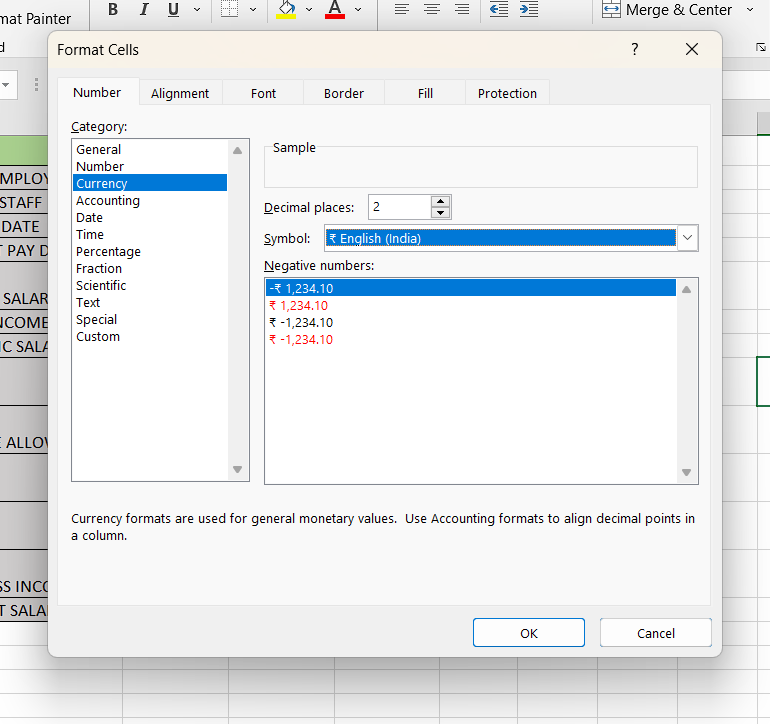 mat Painter
B I U A Merge & Center
Format Cells ? ×
Number Alignment Font Border Fill Protection
Category:
General
Number
Currency
Accounting
Date
Time
Percentage
Fraction
Scientific
Text
Special
Custom
Sample
Decimal places: 2
Symbol: ₹ English (India)
Negative numbers:
-₹ 1,234.10
₹ 1,234.10
₹ -1,234.10
₹ -1,234.10
Currency formats are used for general monetary values. Use Accounting formats to align decimal points in
a column.
OK Cancel
MPLOY
STAFF
DATE
T PAY D
SALAR
NCOME
IC SALA
E ALLOW
SS INCO
T SALA